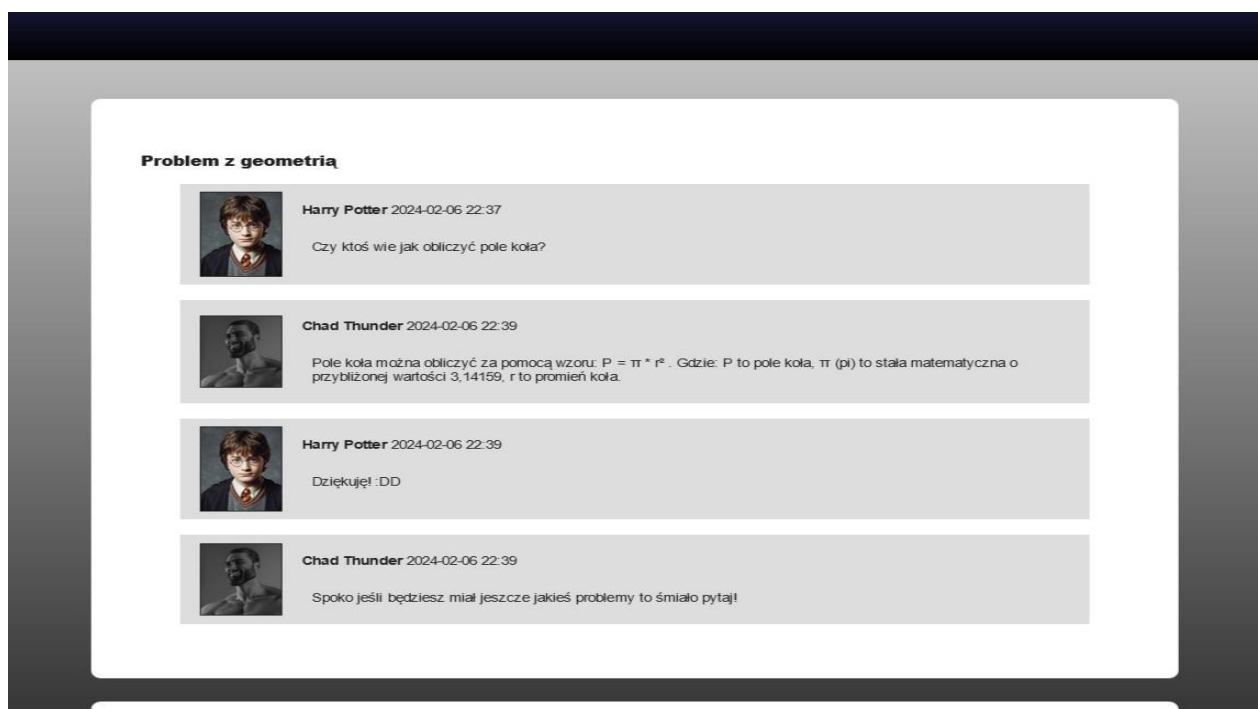 Problem z geometrią
Harry Potter 2024-02-06 22:37
Czy ktoś wie jak obliczyć pole koła?
Chad Thunder 2024-02-06 22:39
Pole koła można obliczyć za pomocą wzoru: P = π * r² . Gdzie: P to pole koła, π (pi) to stała matematyczna o
przybliżonej wartości 3,14159, r to promień koła.
Harry Potter 2024-02-06 22:39
Dziękuję! :DD
Chad Thunder 2024-02-06 22:39
Spoko jeśli będziesz miał jeszcze jakieś problemy to śmiało pytaj!